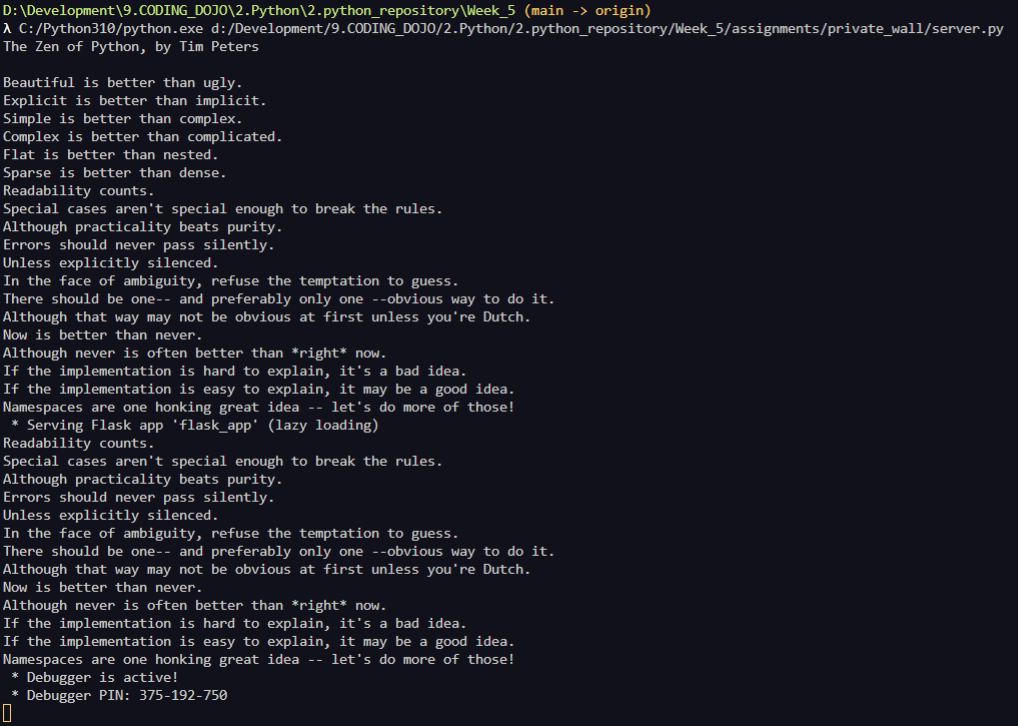 D:\Development\9.CODING_DOJO\2.Python\2.python_repository\Week_5 (main -> origin)
λ C:/Python310/python.exe d:/Development/9.CODING_DOJO/2.Python/2.python_repository/Week_5/assignments/private_wall/server.py
The Zen of Python, by Tim Peters

Beautiful is better than ugly.
Explicit is better than implicit.
Simple is better than complex.
Complex is better than complicated.
Flat is better than nested.
Sparse is better than dense.
Readability counts.
Special cases aren't special enough to break the rules.
Although practicality beats purity.
Errors should never pass silently.
Unless explicitly silenced.
In the face of ambiguity, refuse the temptation to guess.
There should be one-- and preferably only one --obvious way to do it.
Although that way may not be obvious at first unless you're Dutch.
Now is better than never.
Although never is often better than *right* now.
If the implementation is hard to explain, it's a bad idea.
If the implementation is easy to explain, it may be a good idea.
Namespaces are one honking great idea -- let's do more of those!
 * Serving Flask app 'flask_app' (lazy loading)
Readability counts.
Special cases aren't special enough to break the rules.
Although practicality beats purity.
Errors should never pass silently.
Unless explicitly silenced.
In the face of ambiguity, refuse the temptation to guess.
There should be one-- and preferably only one --obvious way to do it.
Although that way may not be obvious at first unless you're Dutch.
Now is better than never.
Although never is often better than *right* now.
If the implementation is hard to explain, it's a bad idea.
If the implementation is easy to explain, it may be a good idea.
Namespaces are one honking great idea -- let's do more of those!
 * Debugger is active!
 * Debugger PIN: 375-192-750